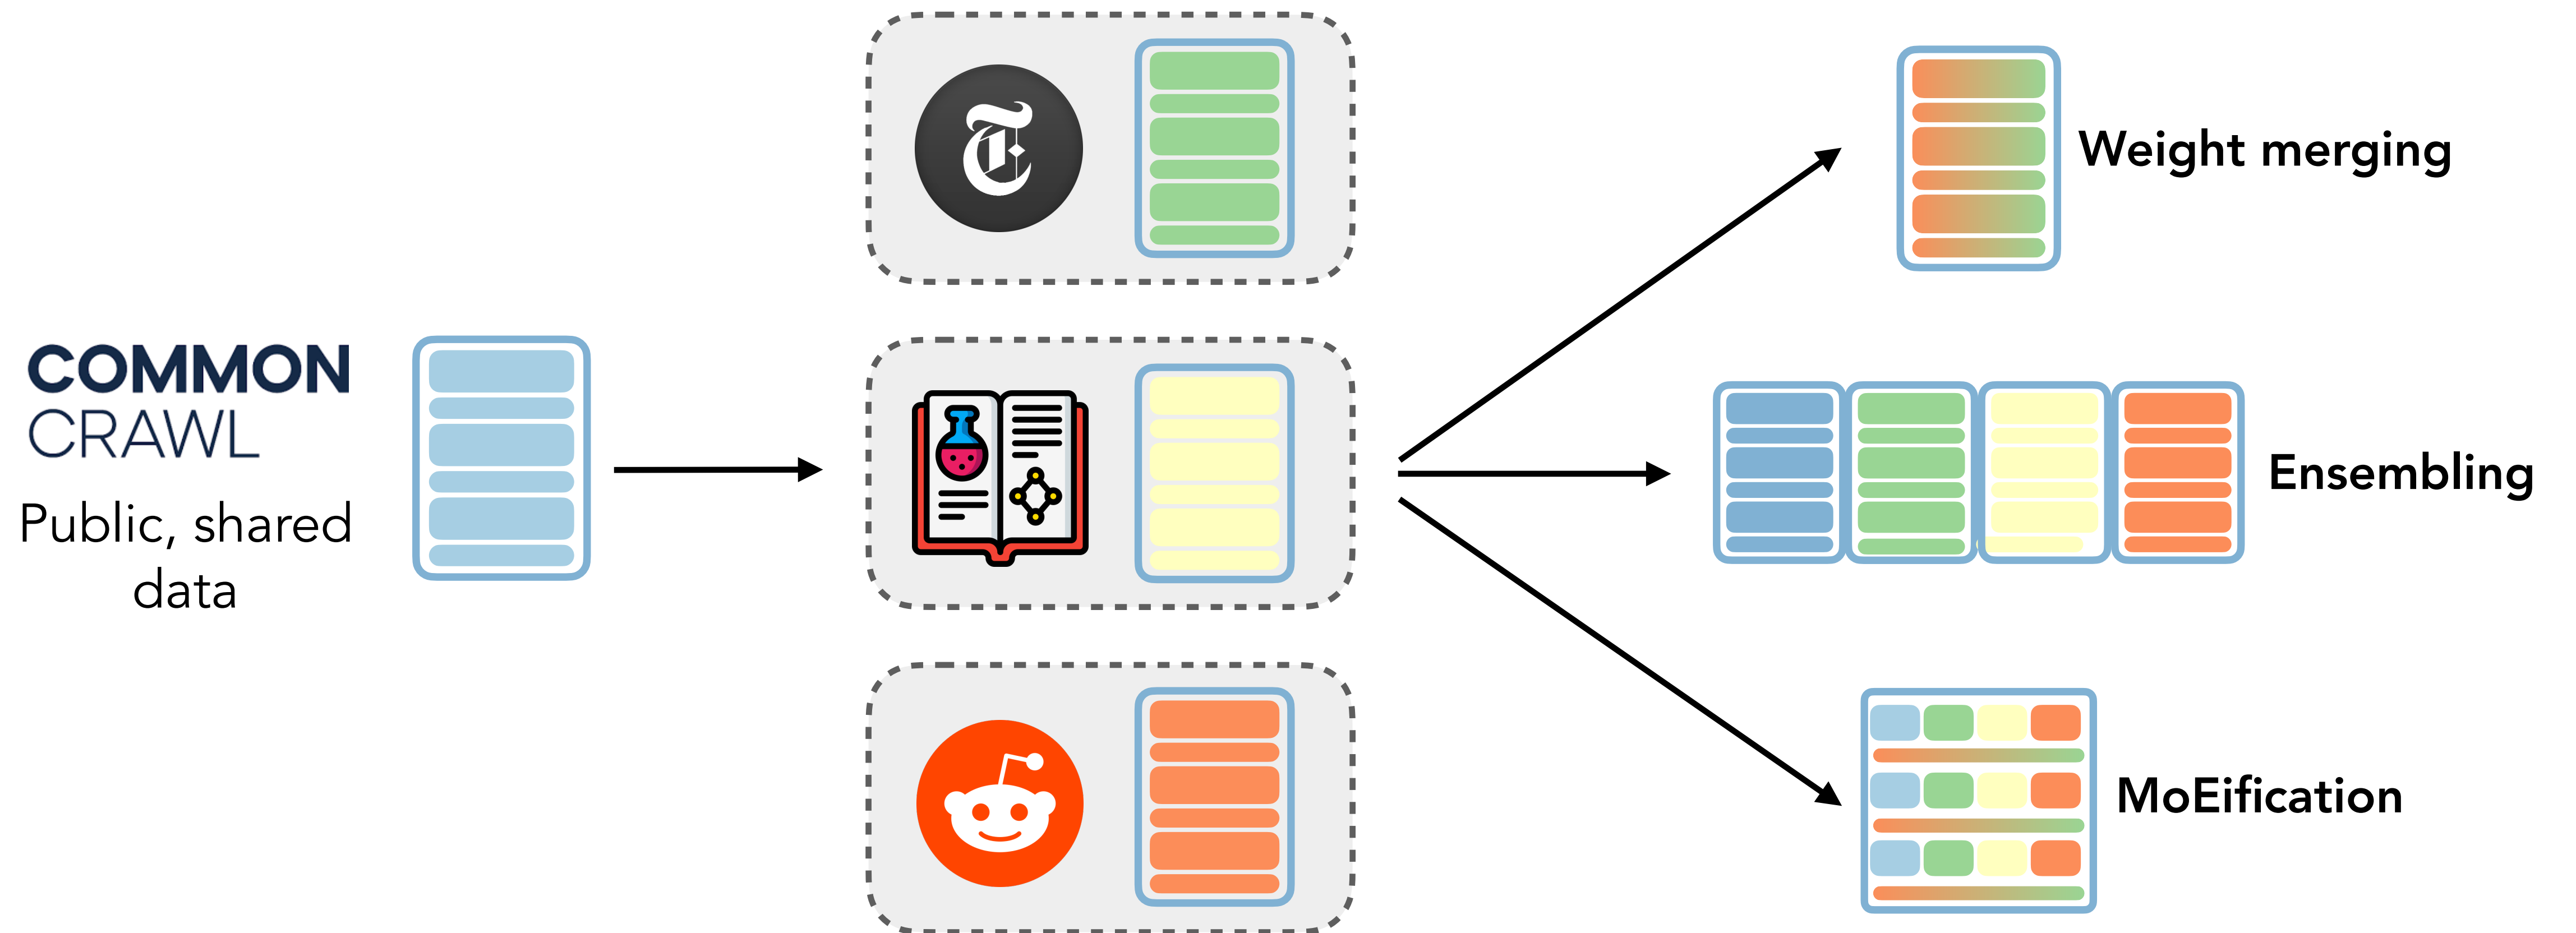 COMMON
CRAWL
Public, shared
data
T
Weight merging
Ensembling
MoEification